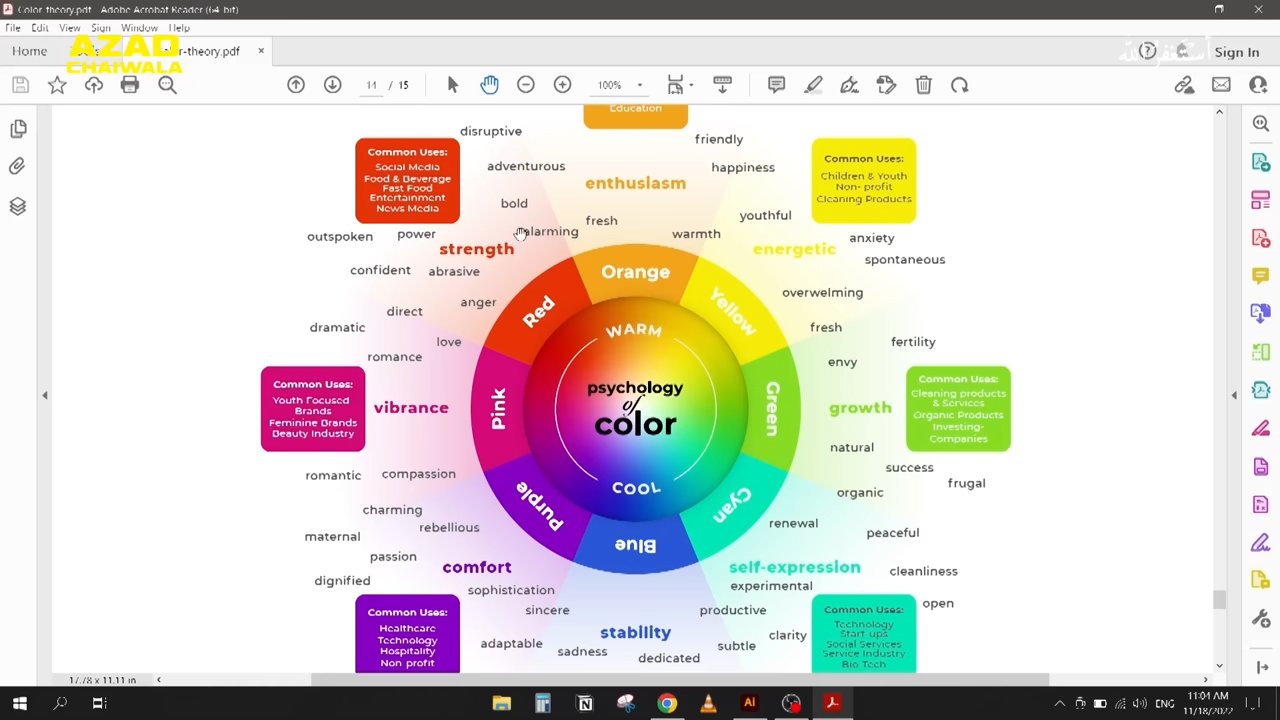 Color-theory.pdf - Adobe Acrobat Reader (64-bit)
File Edit View Sign Window Help
AZAD
CHAIWALA
Home
Sign In
14 / 15
100%
Education
disruptive
friendly
Common Uses:
Social Media
Food & Beverage
Fast Food
Entertainment
News Media
adventurous
enthusiasm
happiness
Common Uses:
Children & Youth
Non- profit
Cleaning Products
bold
fresh
youthful
alarming
warmth
outspoken
power
strength
energetic
anxiety
spontaneous
confident
abrasive
Orange
anger
direct
Red
Yellow
overwelming
dramatic
love
romance
WARM
fresh
fertility
envy
Common Uses:
Youth Focused
Brands
Feminine Brands
Beauty Industry
vibrance
Pink
psychology
of
color
Green
growth
Common Uses:
Cleaning products
& Services
Organic Products
Investing-
Companies
romantic
compassion
COOL
natural
success
frugal
organic
charming
rebellious
Purple
Cyan
renewal
maternal
passion
Blue
peaceful
dignified
comfort
self-expression
cleanliness
sophistication
experimental
sincere
productive
open
Common Uses:
Healthcare
Technology
Hospitality
Non profit
adaptable
sadness
stability
dedicated
subtle
clarity
Common Uses:
Technology
Start-ups
Social Services
Service Industry
Bio Tech
17.78 x 11.11 in
ENG
11:04 AM